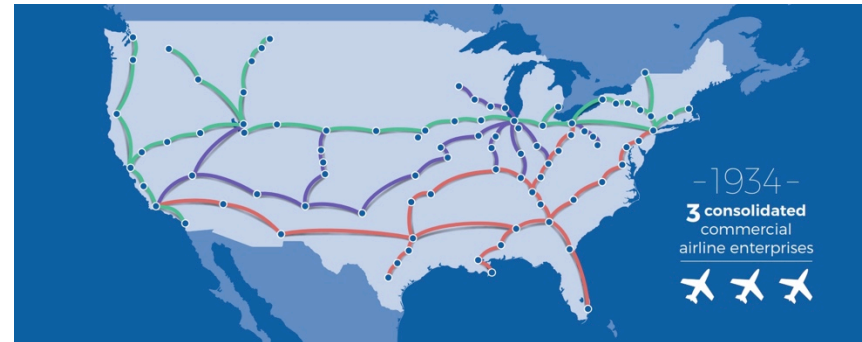 –1934–
3 consolidated
commercial
airline enterprises